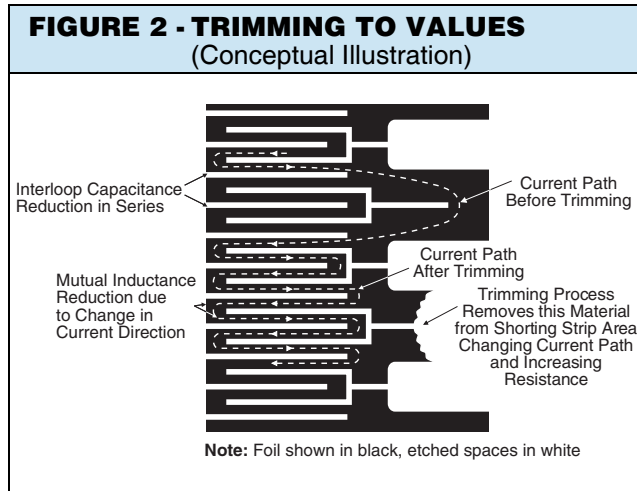 FIGURE 2 - TRIMMING TO VALUES
(Conceptual Illustration)
Interloop Capacitance
Reduction in Series
Current Path
Before Trimming
Mutual Inductance
Reduction due
to Change in
Current Direction
Current Path
After Trimming
Trimming Process
Removes this Material
from Shorting Strip Area
Changing Current Path
and Increasing
Resistance
Note: Foil shown in black, etched spaces in white